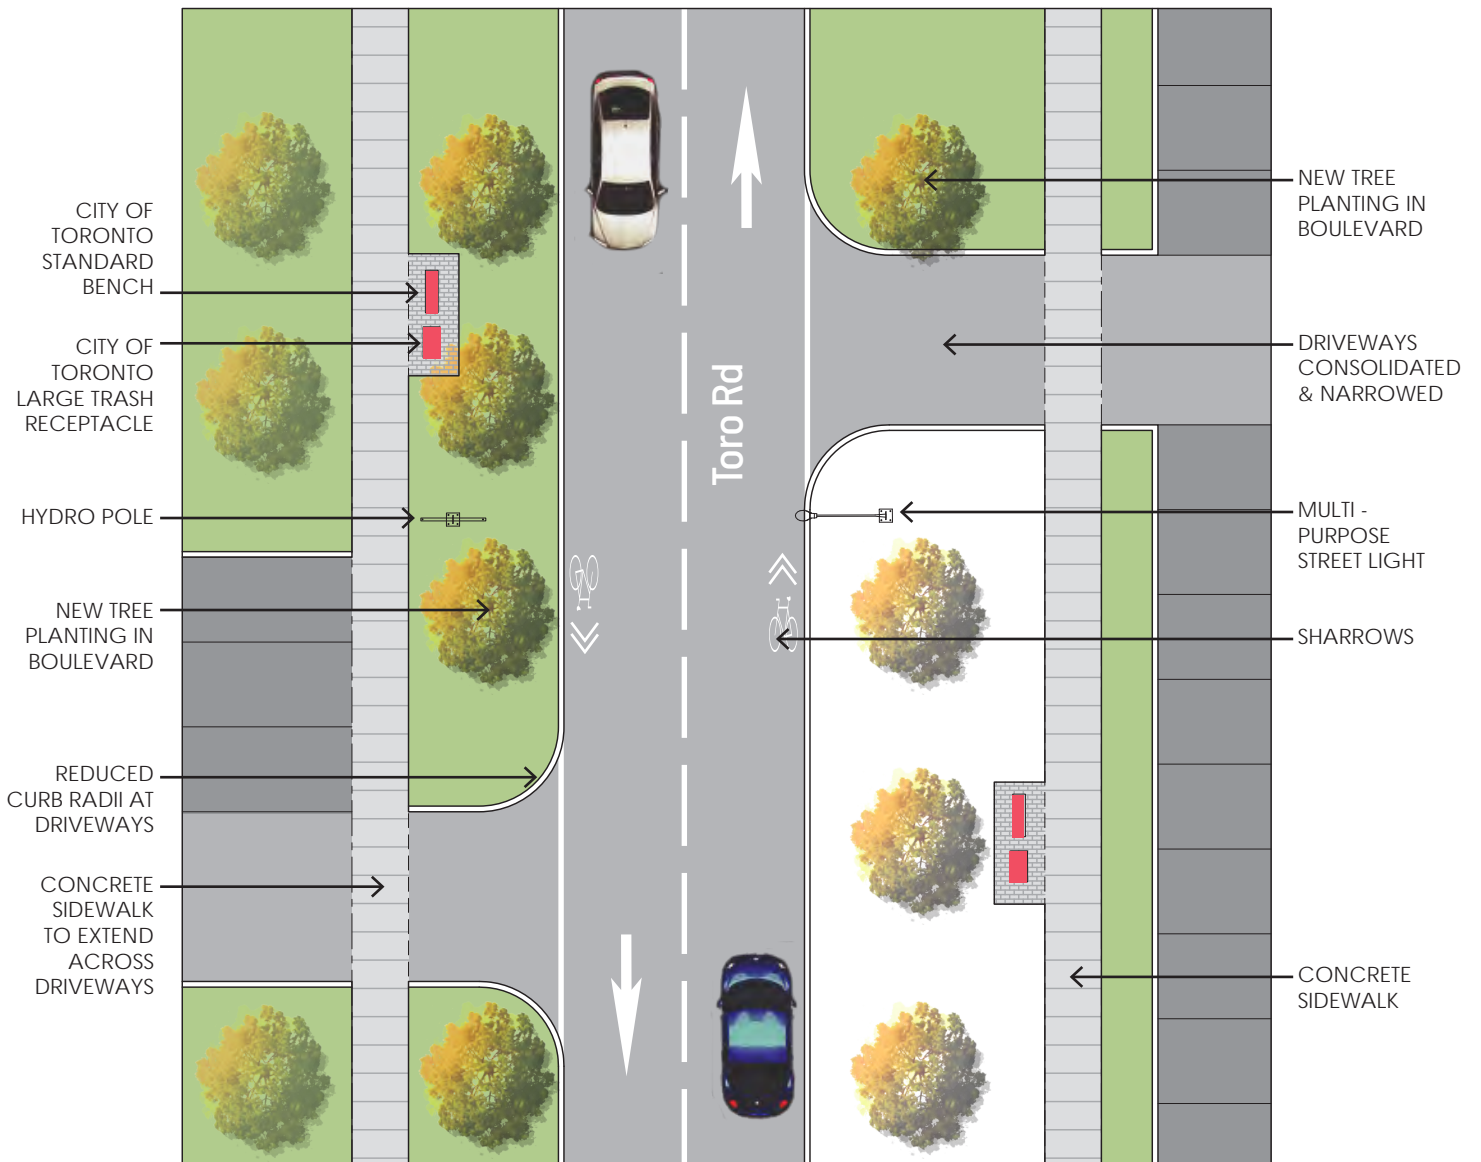 CITY OF
TORONTO
STANDARD
BENCH
CITY OF
TORONTO
LARGE TRASH
RECEPTACLE
HYDRO POLE
NEW TREE
PLANTING IN
BOULEVARD
REDUCED
CURB RADII AT
DRIVEWAYS
CONCRETE
SIDEWALK
TO EXTEND
ACROSS
DRIVEWAYS
Toro Rd
NEW TREE
PLANTING IN
BOULEVARD
DRIVEWAYS
CONSOLIDATED
& NARROWED
MULTI -
PURPOSE
STREET LIGHT
SHARROWS
CONCRETE
SIDEWALK